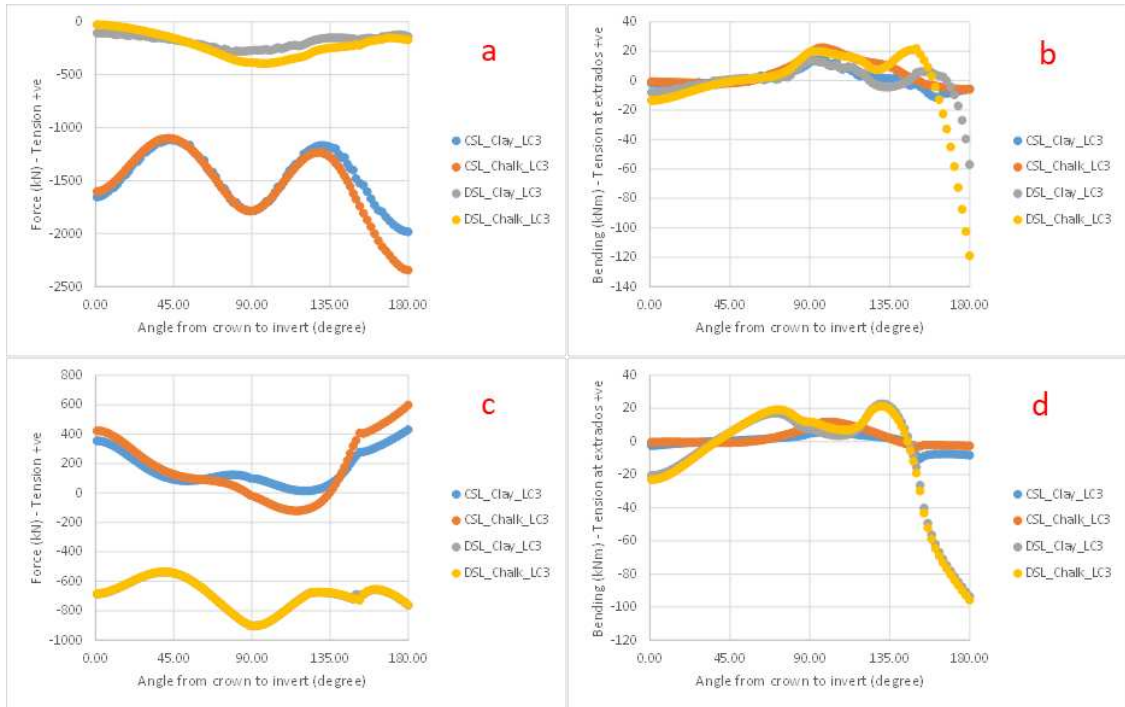 a
0
-500
-1000
-1500
-2000
-2500
Force (kN) - Tension +ve
0.00 45.00 90.00 135.00 180.00
Angle from crown to invert (degree)
CSL_Clay_LC3
CSL_Chalk_LC3
DSL_Clay_LC3
DSL_Chalk_LC3
b
40
20
0
-20
-40
-60
-80
-100
-120
-140
Bending (kNm) - Tension at extrados +ve
0.00 45.00 90.00 135.00 180.00
Angle from crown to invert (degree)
CSL_Clay_LC3
CSL_Chalk_LC3
DSL_Clay_LC3
DSL_Chalk_LC3
c
800
600
400
200
0
-200
-400
-600
-800
-1000
Force (kN) - Tension +ve
0.00 45.00 90.00 135.00 180.00
Angle from crown to invert (degree)
CSL_Clay_LC3
CSL_Chalk_LC3
DSL_Clay_LC3
DSL_Chalk_LC3
d
40
20
0
-20
-40
-60
-80
-100
-120
Bending (kNm) - Tension at extrados +ve
0.00 45.00 90.00 135.00 180.00
Angle from crown to invert (degree)
CSL_Clay_LC3
CSL_Chalk_LC3
DSL_Clay_LC3
DSL_Chalk_LC3